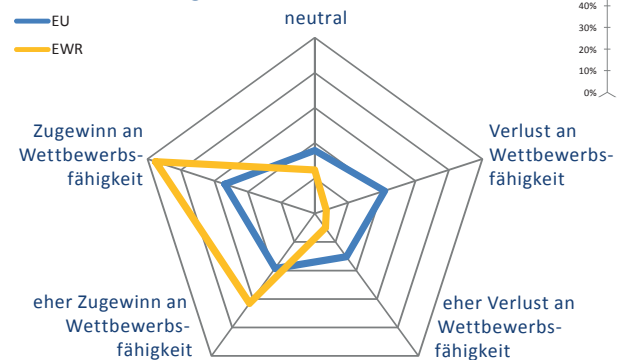 EU
EWR
neutral
40%
30%
20%
10%
0%
Zugewinn an
Wettbewerbs-
fähigkeit
Verlust an
Wettbewerbs-
fähigkeit
eher Zugewinn an
Wettbewerbs-
fähigkeit
eher Verlust an
Wettbewerbs-
fähigkeit